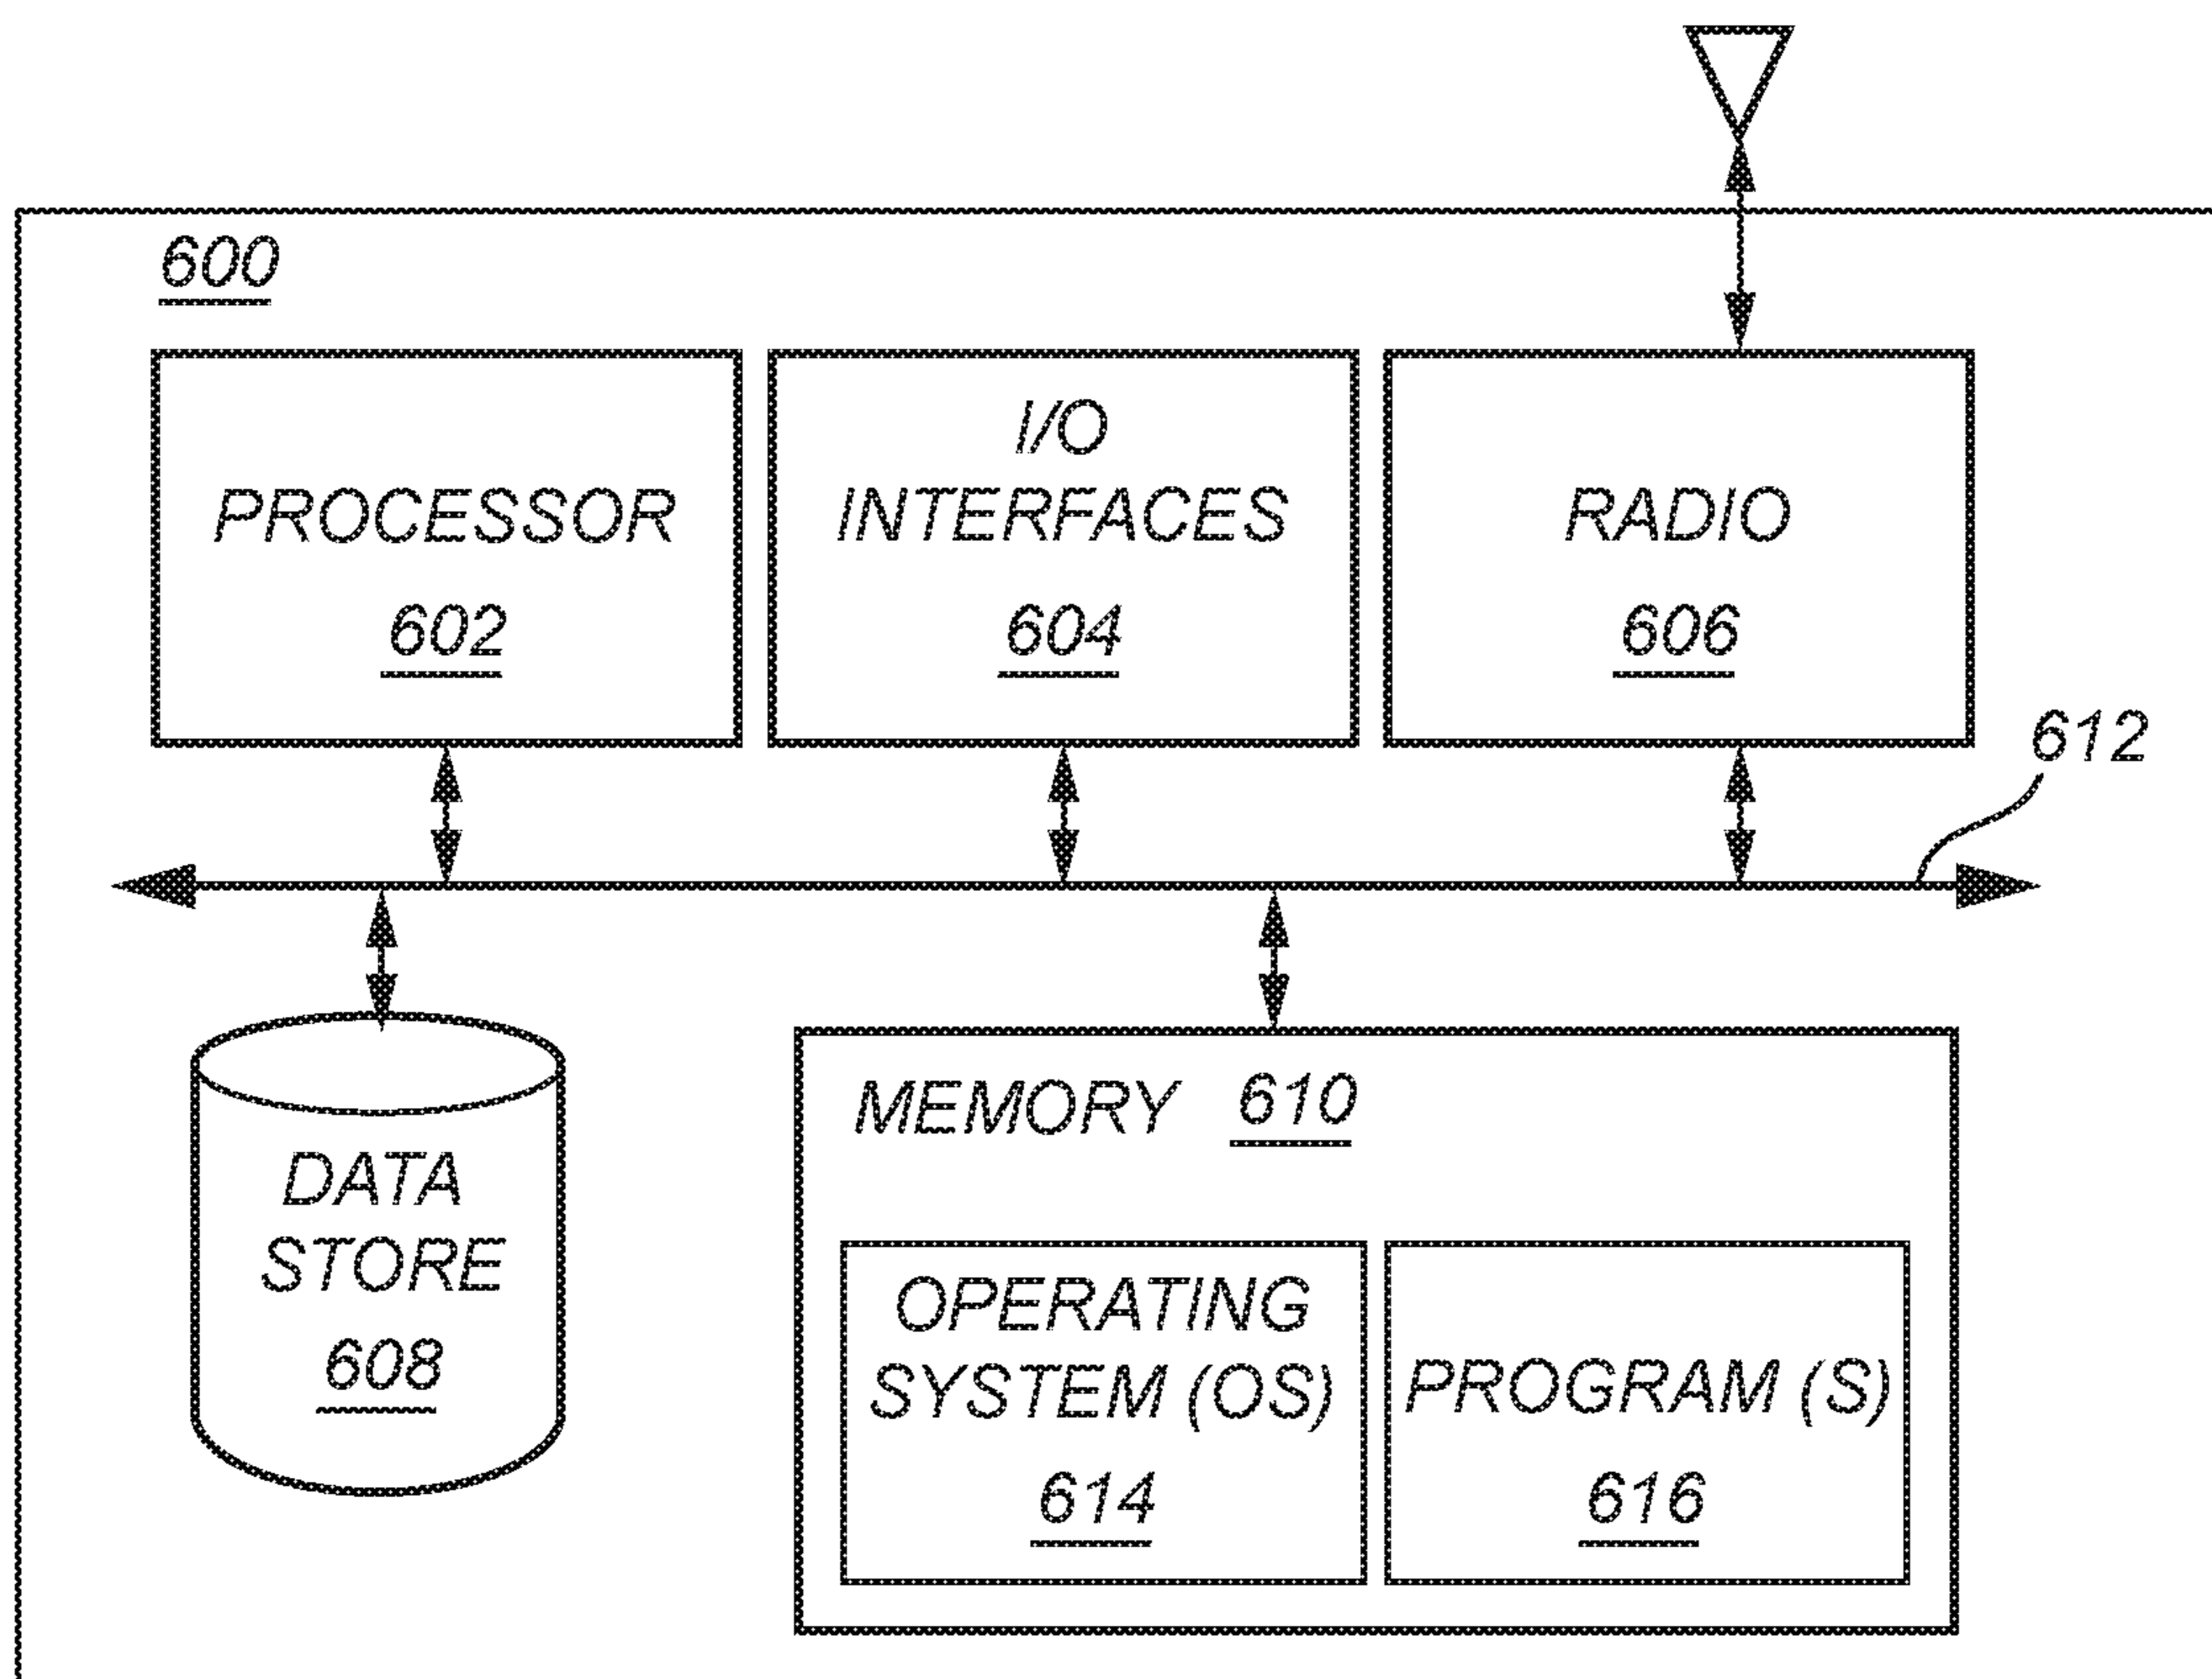 600
PROCESSOR
602
I/O
INTERFACES
604
RADIO
606
612
DATA
STORE
608
MEMORY 610
OPERATING
SYSTEM (OS)
614
PROGRAM (S)
616